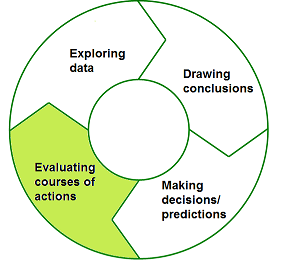 Exploring
data
Drawing
conclusions
Making
decisions/
predictions
Evaluating
courses of
actions